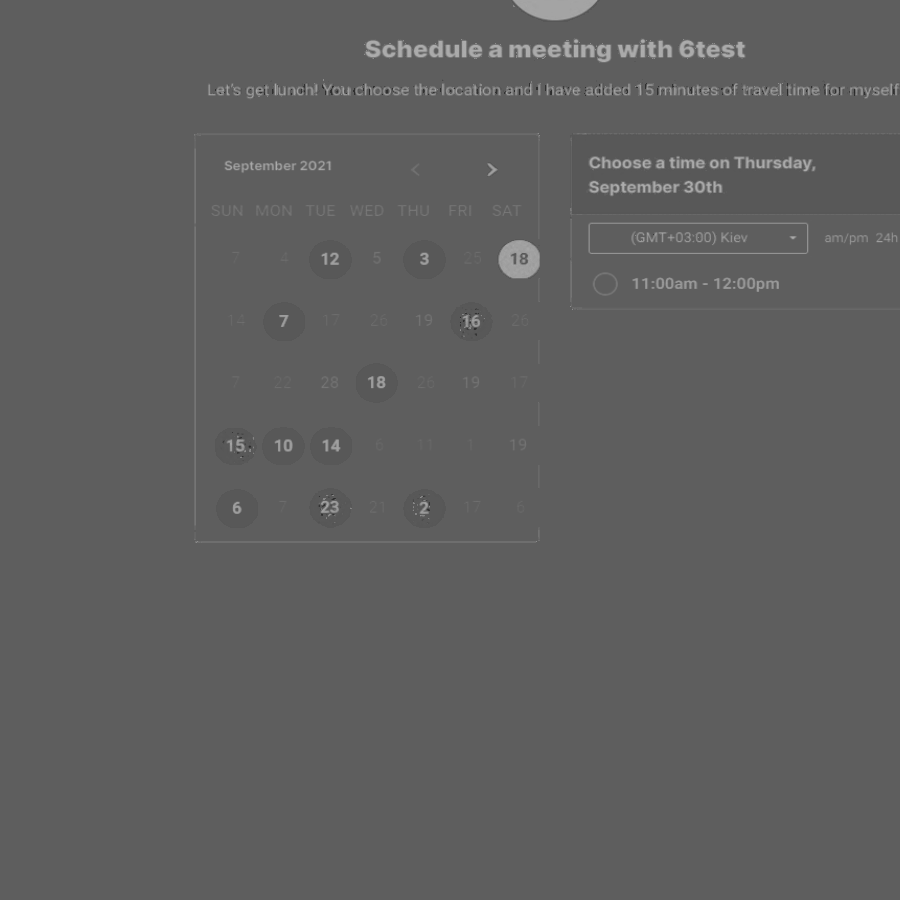 Schedule a meeting with 6test
Let's get lunch! You choose the location and I have added 15 minutes of travel time for myself
September 2021
SUN MON TUE WED THU FRI SAT
7 4 12 5 3 25 18
14 7 17 26 19 16 26
7 22 28 18 26 19 17
15 10 14 6 11 1 19
6 7 23 21 2 17 6
Choose a time on Thursday,
September 30th
(GMT+03:00) Kiev am/pm 24h
11:00am - 12:00pm